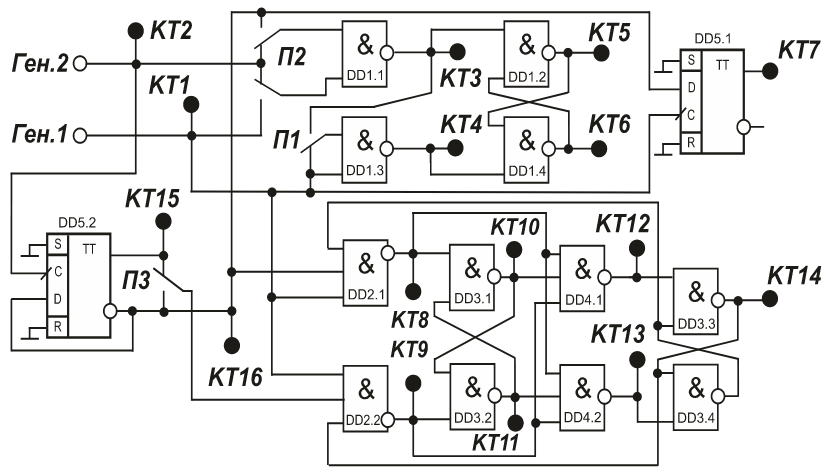 КТ2
Ген.2
П2
&
DD1.1
КТ3
&
DD1.2
КТ5
DD5.1
S
TT
D
C
R
КТ7
КТ1
Ген.1
П1
&
DD1.3
КТ4
&
DD1.4
КТ6
КТ15
DD5.2
S
TT
C
D
R
П3
КТ16
&
DD2.1
КТ8
КТ10
&
DD3.1
&
DD4.1
КТ12
&
DD3.3
КТ14
КТ9
&
DD2.2
&
DD3.2
КТ11
&
DD4.2
КТ13
&
DD3.4